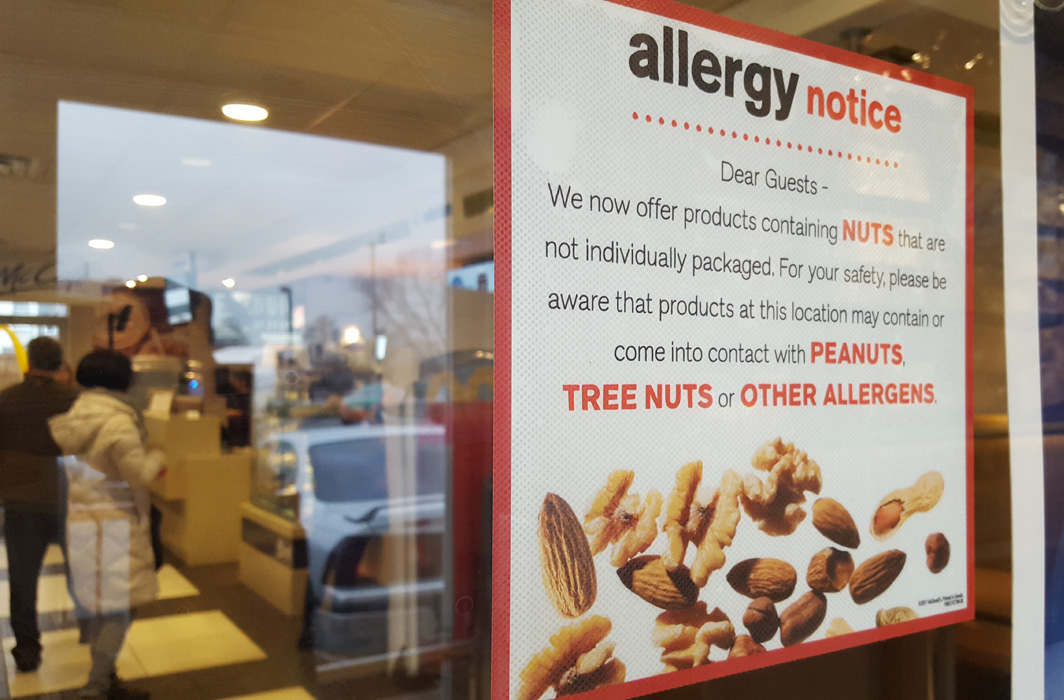 allergy notice
Dear Guests -
We now offer products containing NUTS that are
not individually packaged. For your safety, please be
aware that products at this location may contain or
come into contact with PEANUTS,
TREE NUTS or OTHER ALLERGENS.